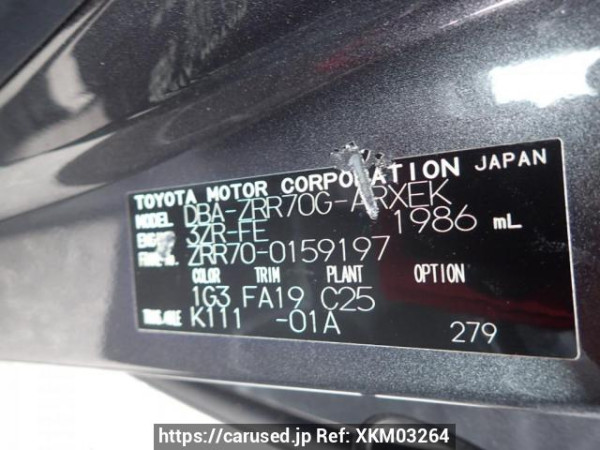 TOYOTA MOTOR CORPORATION JAPAN
MODEL DBA-ZRR70G-ARXEK
ENGINE 3ZR-FE 1986 mL
FRAME No. ZRR70-0159197
COLOR TRIM PLANT OPTION
1G3 FA19 C25
TRANS./AXLE K111 -01A 279
https://carused.jp Ref: XKM03264